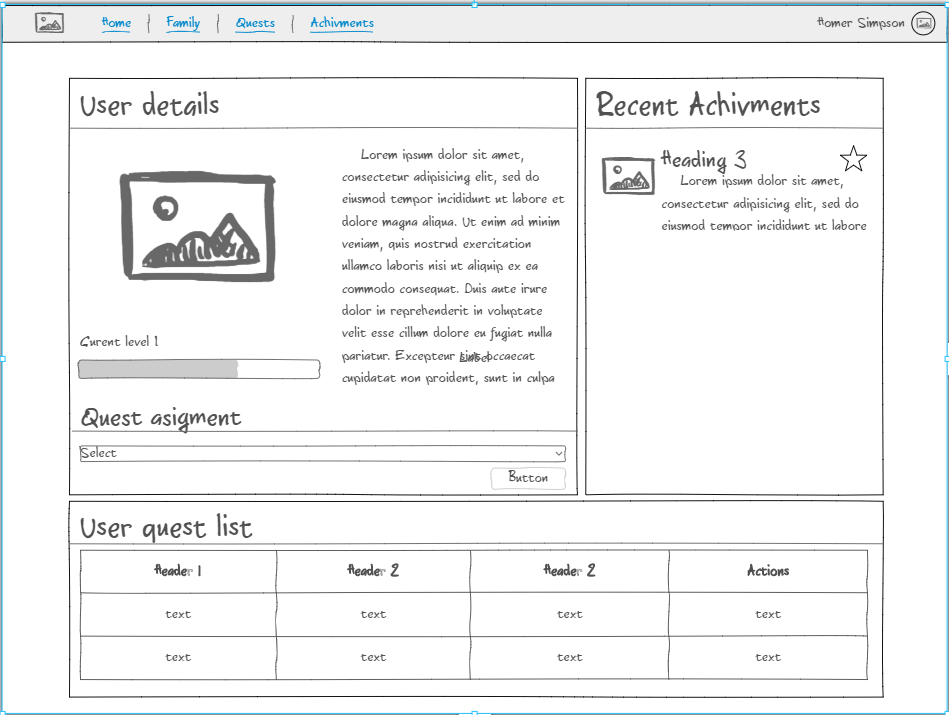 Home | Family | Quests | Achivments
Homer Simpson
User details
Lorem ipsum dolor sit amet,
consectetur adipisicing elit, sed do
eiusmod tempor incididunt ut labore et
dolore magna aliqua. Ut enim ad minim
veniam, quis nostrud exercitation
ullamco laboris nisi ut aliquip ex ea
commodo consequat. Duis aute irure
dolor in reprehenderit in voluptate
velit esse cillum dolore eu fugiat nulla
pariatur. Excepteur sint occaecat
cupidatat non proident, sunt in culpa
Label
Curent level 1
Quest asigment
Select
Button
Recent Achivments
Heading 3
Lorem ipsum dolor sit amet,
consectetur adipisicing elit, sed do
eiusmod tempor incididunt ut labore
User quest list
Header 1 Header 2 Header 2 Actions
text text text text
text text text text